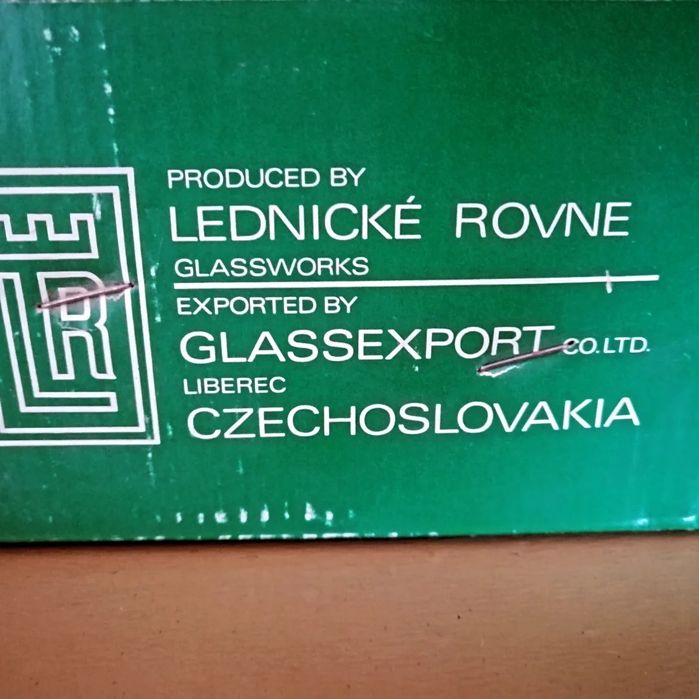 PRODUCED BY
LEDNICKÉ ROVNE
GLASSWORKS
EXPORTED BY
GLASSEXPORT CO.LTD.
LIBEREC
CZECHOSLOVAKIA